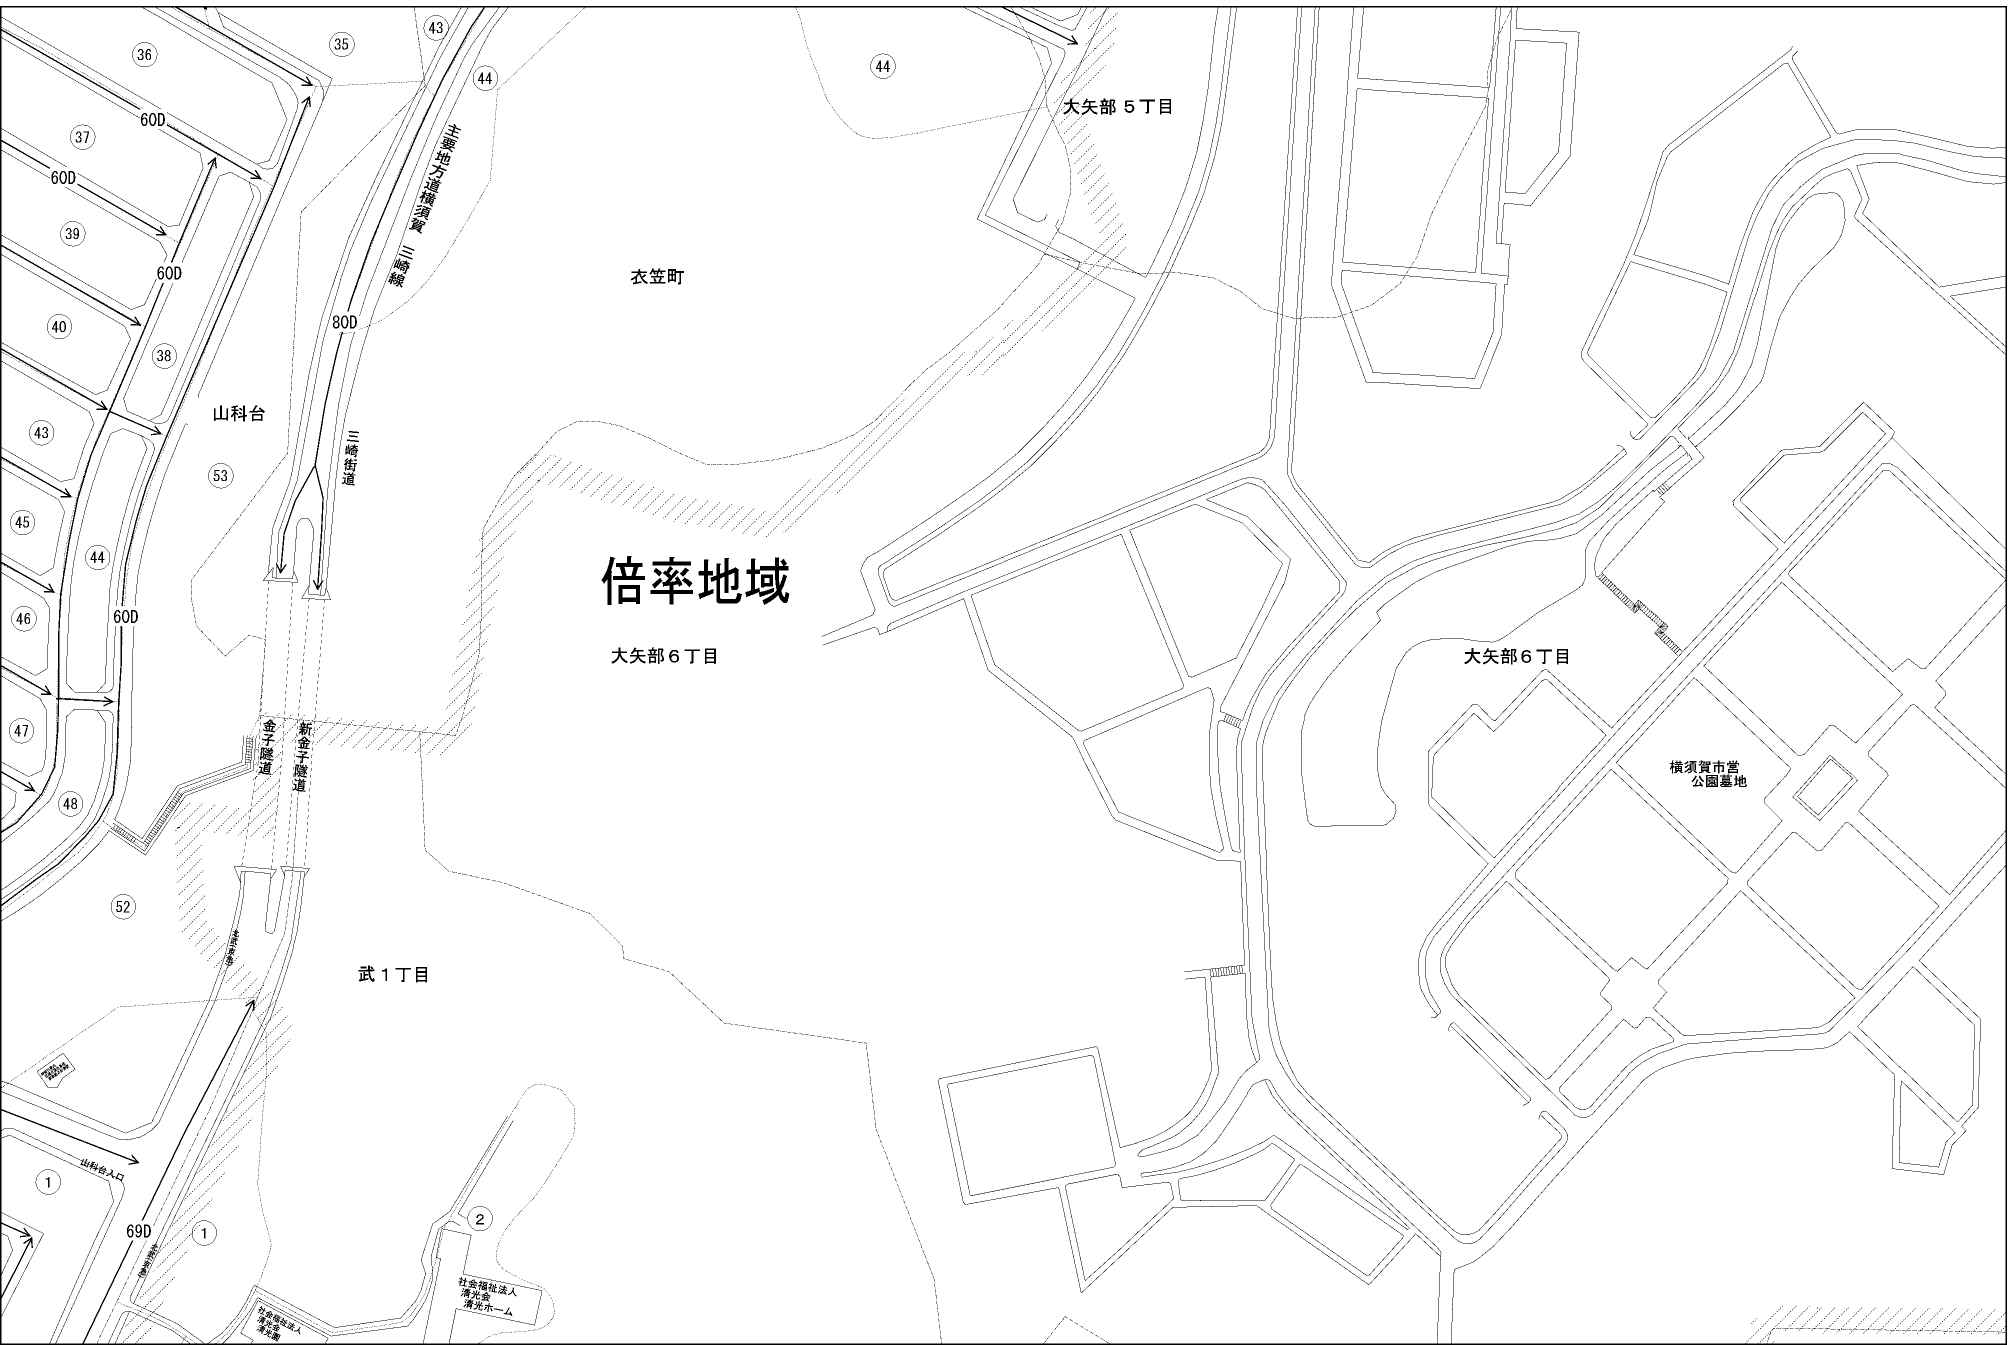 36
35
43
44
44
60D
37
大矢部 5丁目
60D
主要地方道横須賀 三崎線
39
60D
衣笠町
40
80D
38
山科台
43
三崎街道
53
45
44
倍率地域
46
60D
大矢部6丁目
大矢部6丁目
47
金子隧道
新金子隧道
横須賀市営
公園墓地
48
52
武1丁目
山科台入口
1
2
69D
1
社会福祉法人
清光会
清光ホーム
社会福祉法人
清光会
清光園